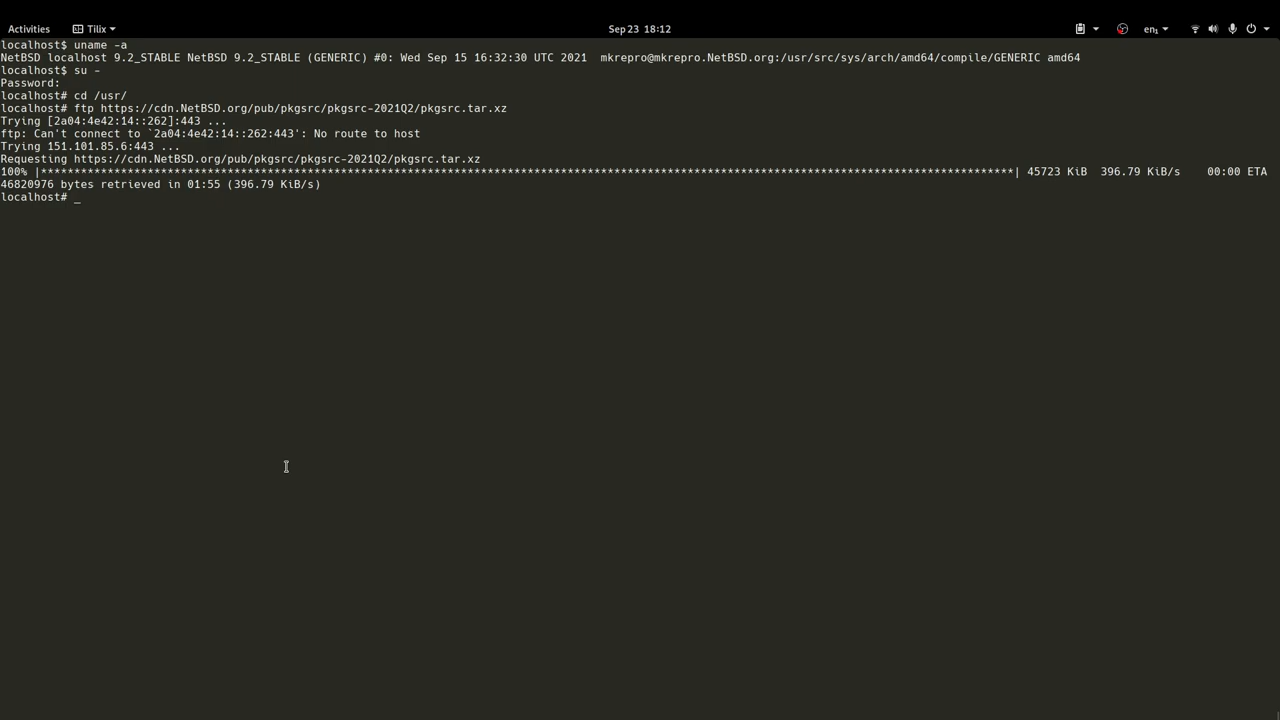 Activities Tilix Sep 23 18:12 en₁
localhost$ uname -a
NetBSD localhost 9.2_STABLE NetBSD 9.2_STABLE (GENERIC) #0: Wed Sep 15 16:32:30 UTC 2021  mkrepro@mkrepro.NetBSD.org:/usr/src/sys/arch/amd64/compile/GENERIC amd64
localhost$ su -
Password:
localhost# cd /usr/
localhost# ftp https://cdn.NetBSD.org/pub/pkgsrc/pkgsrc-2021Q2/pkgsrc.tar.xz
Trying [2a04:4e42:14::262]:443 ...
ftp: Can't connect to `2a04:4e42:14::262:443': No route to host
Trying 151.101.85.6:443 ...
Requesting https://cdn.NetBSD.org/pub/pkgsrc/pkgsrc-2021Q2/pkgsrc.tar.xz
100% |**************************************************************************************************************************************************| 45723 KiB  396.79 KiB/s    00:00 ETA
46820976 bytes retrieved in 01:55 (396.79 KiB/s)
localhost# _